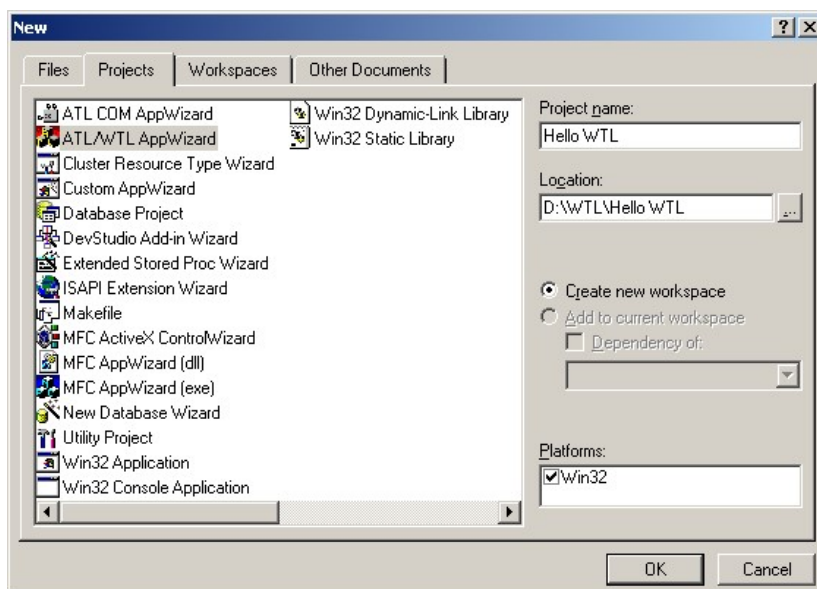 New
Files
Projects
Workspaces
Other Documents
ATL COM AppWizard
ATL/WTL AppWizard
Cluster Resource Type Wizard
Custom AppWizard
Database Project
DevStudio Add-in Wizard
Extended Stored Proc Wizard
ISAPI Extension Wizard
Makefile
MFC ActiveX ControlWizard
MFC AppWizard (dll)
MFC AppWizard (exe)
New Database Wizard
Utility Project
Win32 Application
Win32 Console Application
Win32 Dynamic-Link Library
Win32 Static Library
Project name:
Hello WTL
Location:
D:\WTL\Hello WTL
...
Create new workspace
Add to current workspace
Dependency of:
Platforms:
Win32
OK
Cancel